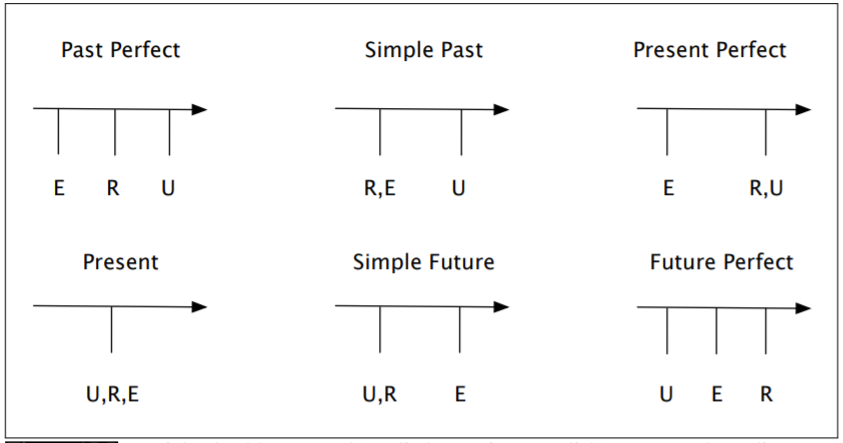 Past Perfect Simple Past Present Perfect
E R U R,E U E R,U
Present Simple Future Future Perfect
U,R,E U,R E U E R